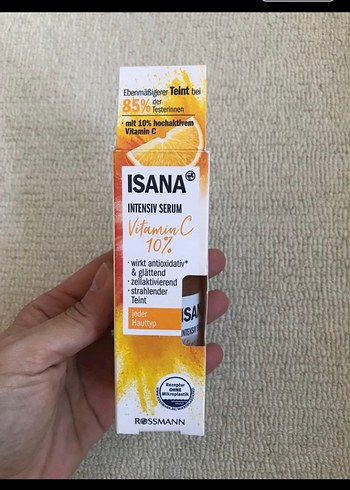 Ebenmäßigerer Teint bei
85% der
Testerinnen
· mit 10% hochaktivem
Vitamin C
ISANA
INTENSIV SERUM
Vitamin C
10%
· wirkt antioxidativ*
& glättend
· zellaktivierend
· strahlender
Teint
jeder
Hauttyp
ISAN
INTENSIV SERU
Rezeptur
OHNE
Mikroplastik
ROSSMANN